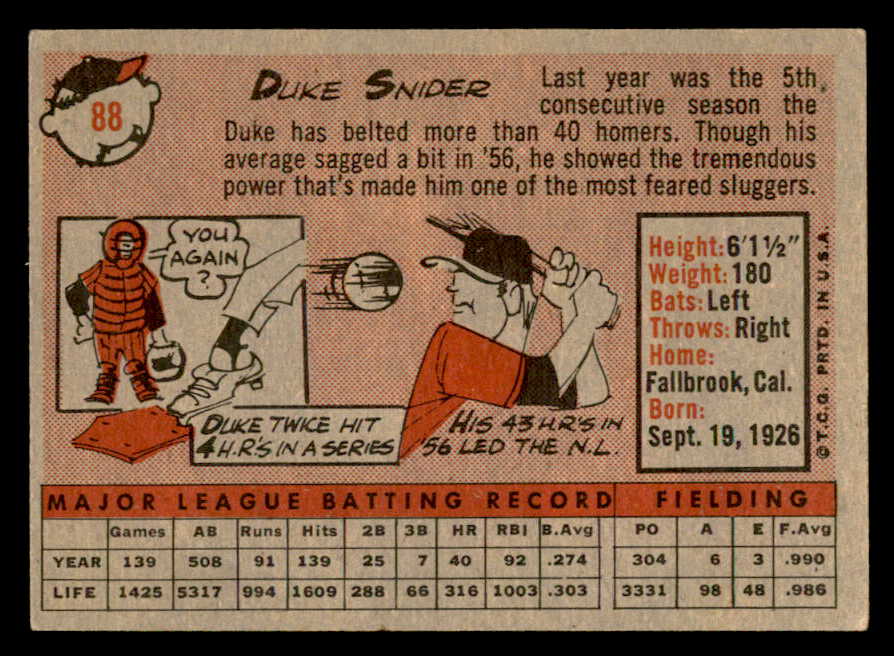 88
DUKE SNIDER
Last year was the 5th
consecutive season the
Duke has belted more than 40 homers. Though his
average sagged a bit in '56, he showed the tremendous
power that's made him one of the most feared sluggers.
YOU
AGAIN
?
DUKE TWICE HIT
4 H.R.'S IN A SERIES
HIS 43 H.R.'S IN
'56 LED THE N.L.
Height: 6'1½"
Weight: 180
Bats: Left
Throws: Right
Home:
Fallbrook, Cal.
Born:
Sept. 19, 1926
© T.C.G. PRTD. IN U.S.A.
MAJOR LEAGUE BATTING RECORD FIELDING
Games AB Runs Hits 2B 3B HR RBI B.Avg PO A E F.Avg
YEAR 139 508 91 139 25 7 40 92 .274 304 6 3 .990
LIFE 1425 5317 994 1609 288 66 316 1003 .303 3331 98 48 .986